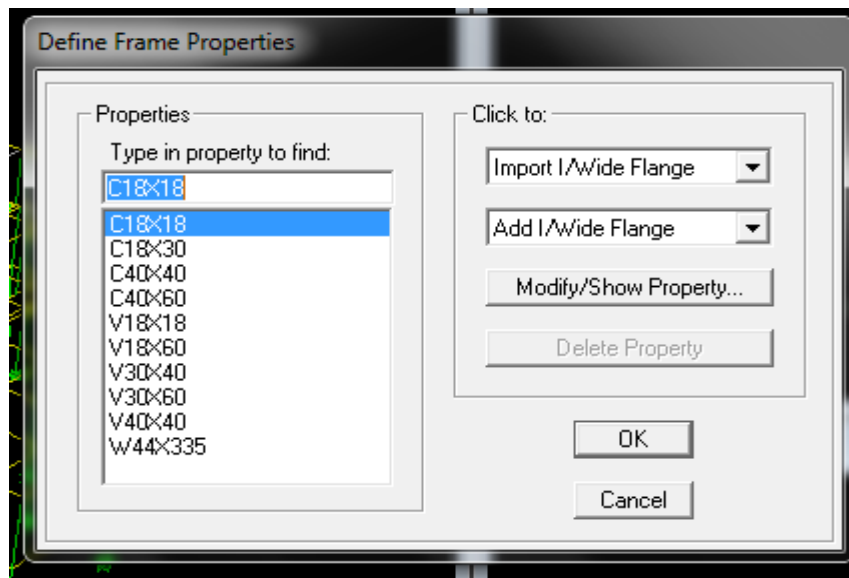 Define Frame Properties
Properties
Type in property to find:
C18X18
C18X18
C18X30
C40X40
C40X60
V18X18
V18X60
V30X40
V30X60
V40X40
W44X335
Click to:
Import I/Wide Flange
Add I/Wide Flange
Modify/Show Property...
Delete Property
OK
Cancel